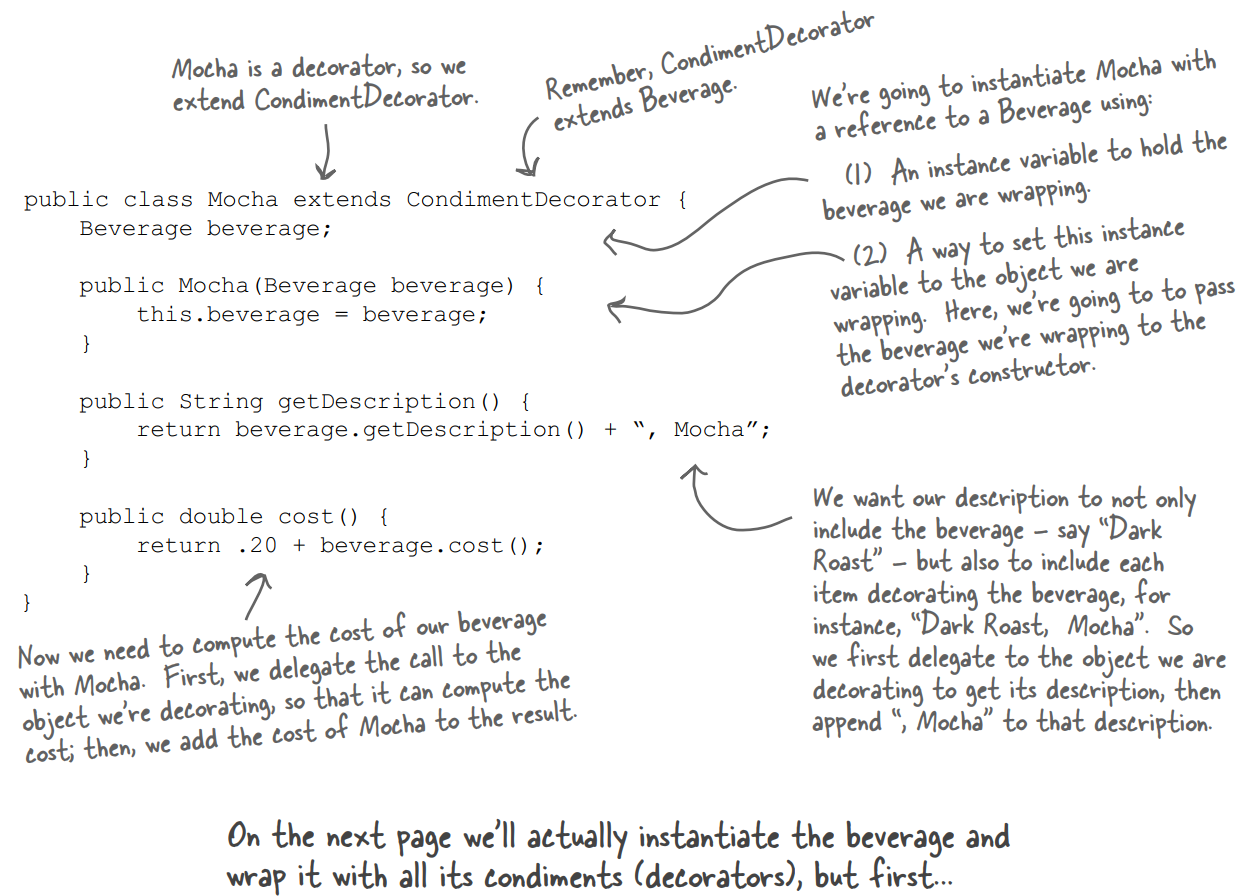 Mocha is a decorator, so we
extend CondimentDecorator.
Remember, CondimentDecorator
extends Beverage.
We're going to instantiate Mocha with
a reference to a Beverage using:
(1) An instance variable to hold the
beverage we are wrapping.
(2) A way to set this instance
variable to the object we are
wrapping. Here, we're going to to pass
the beverage we're wrapping to the
decorator's constructor.
public class Mocha extends CondimentDecorator {
Beverage beverage;
public Mocha(Beverage beverage) {
this.beverage = beverage;
}
public String getDescription() {
return beverage.getDescription() + “, Mocha”;
}
public double cost() {
return .20 + beverage.cost();
}
}
We want our description to not only
include the beverage – say “Dark
Roast” – but also to include each
item decorating the beverage, for
instance, “Dark Roast, Mocha”. So
we first delegate to the object we are
decorating to get its description, then
append “, Mocha” to that description.
Now we need to compute the cost of our beverage
with Mocha. First, we delegate the call to the
object we're decorating, so that it can compute the
cost; then, we add the cost of Mocha to the result.
On the next page we'll actually instantiate the beverage and
wrap it with all its condiments (decorators), but first...